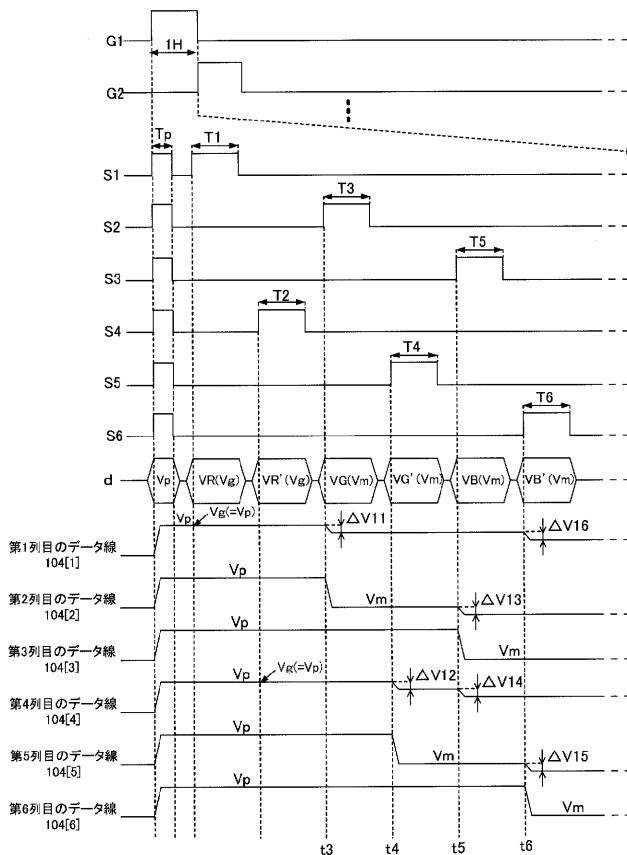 G1
1H
G2
Tp
T1
S1
T3
S2
T5
S3
T2
S4
T4
S5
T6
S6
d
Vp
VR(Vg)
VR'(Vg)
VG(Vm)
VG'(Vm)
VB(Vm)
VB'(Vm)
Vp
Vg(=Vp)
ΔV11
ΔV16
第1列目のデータ線
104[1]
Vp
Vm
ΔV13
第2列目のデータ線
104[2]
Vp
Vm
第3列目のデータ線
104[3]
Vp
Vg(=Vp)
ΔV12
ΔV14
第4列目のデータ線
104[4]
Vp
Vm
ΔV15
第5列目のデータ線
104[5]
Vp
Vm
第6列目のデータ線
104[6]
t3
t4
t5
t6